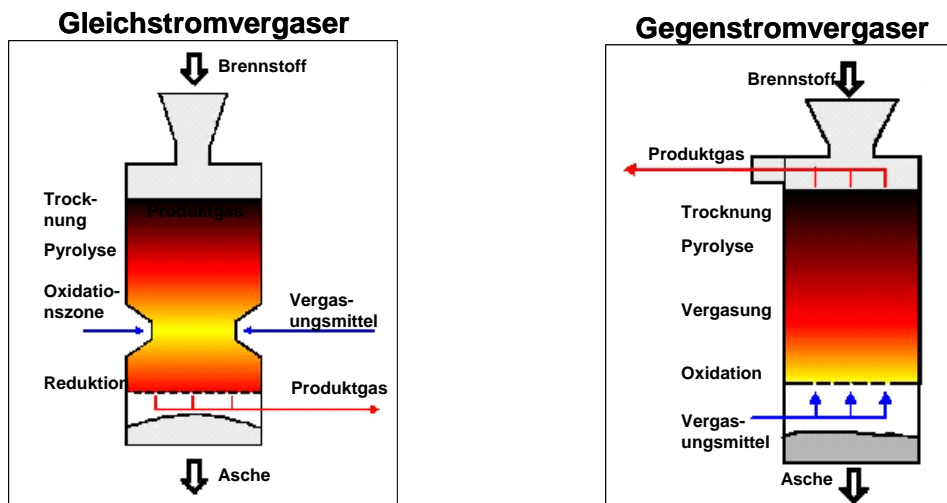 Gleichstromvergaser
Brennstoff
Trock-
nung
Produktgas
Pyrolyse
Oxidatio-
nszone
Vergas-
ungsmittel
Reduktion
Produktgas
Asche
Gegenstromvergaser
Brennstoff
Produktgas
Trocknung
Pyrolyse
Vergasung
Oxidation
Vergas-
ungsmittel
Asche